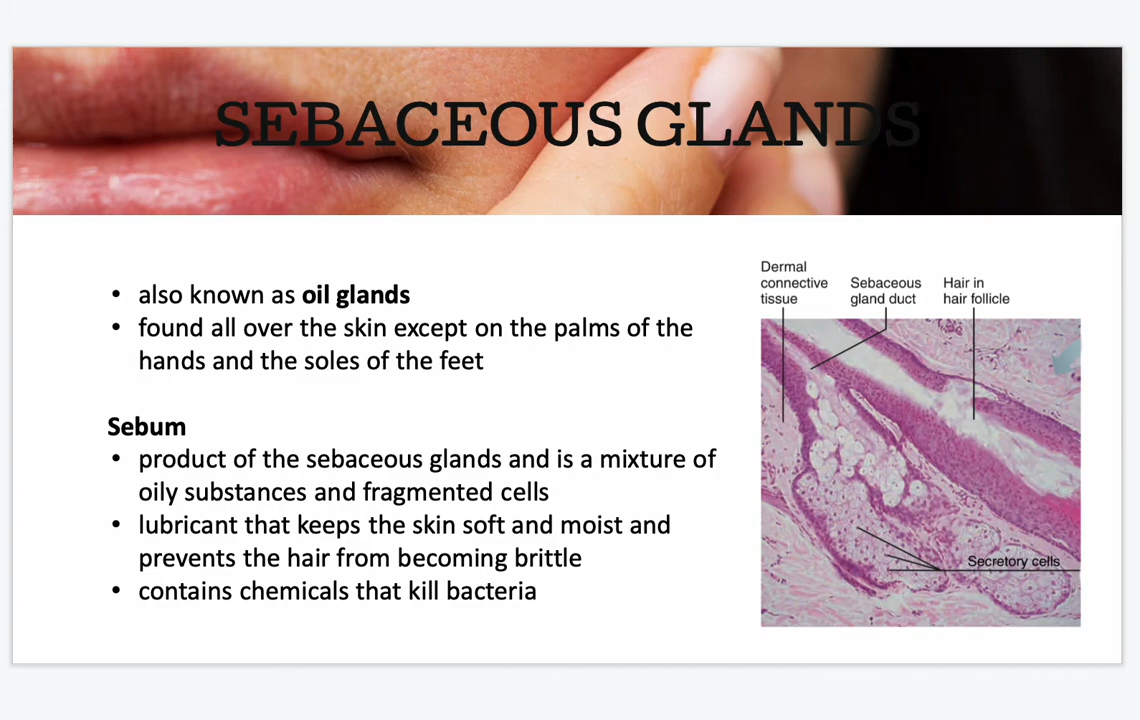 SEBACEOUS GLANDS
• also known as oil glands
• found all over the skin except on the palms of the
hands and the soles of the feet
Sebum
• product of the sebaceous glands and is a mixture of
oily substances and fragmented cells
• lubricant that keeps the skin soft and moist and
prevents the hair from becoming brittle
• contains chemicals that kill bacteria
Dermal
connective
tissue
Sebaceous
gland duct
Hair in
hair follicle
Secretory cells